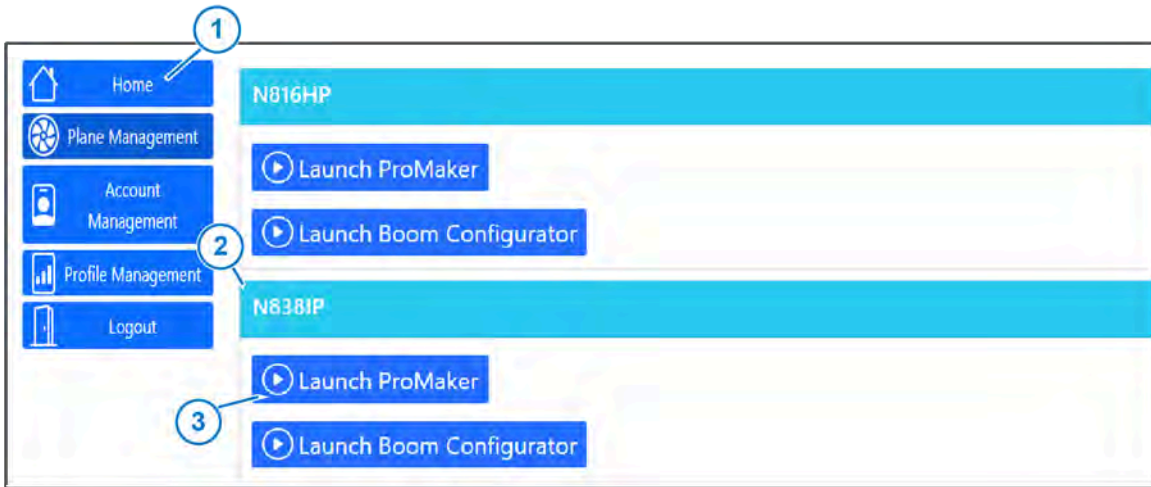 1
Home
N816HP
Plane Management
Launch ProMaker
Account
Management
Launch Boom Configurator
2
Profile Management
N838IP
Logout
Launch ProMaker
3
Launch Boom Configurator